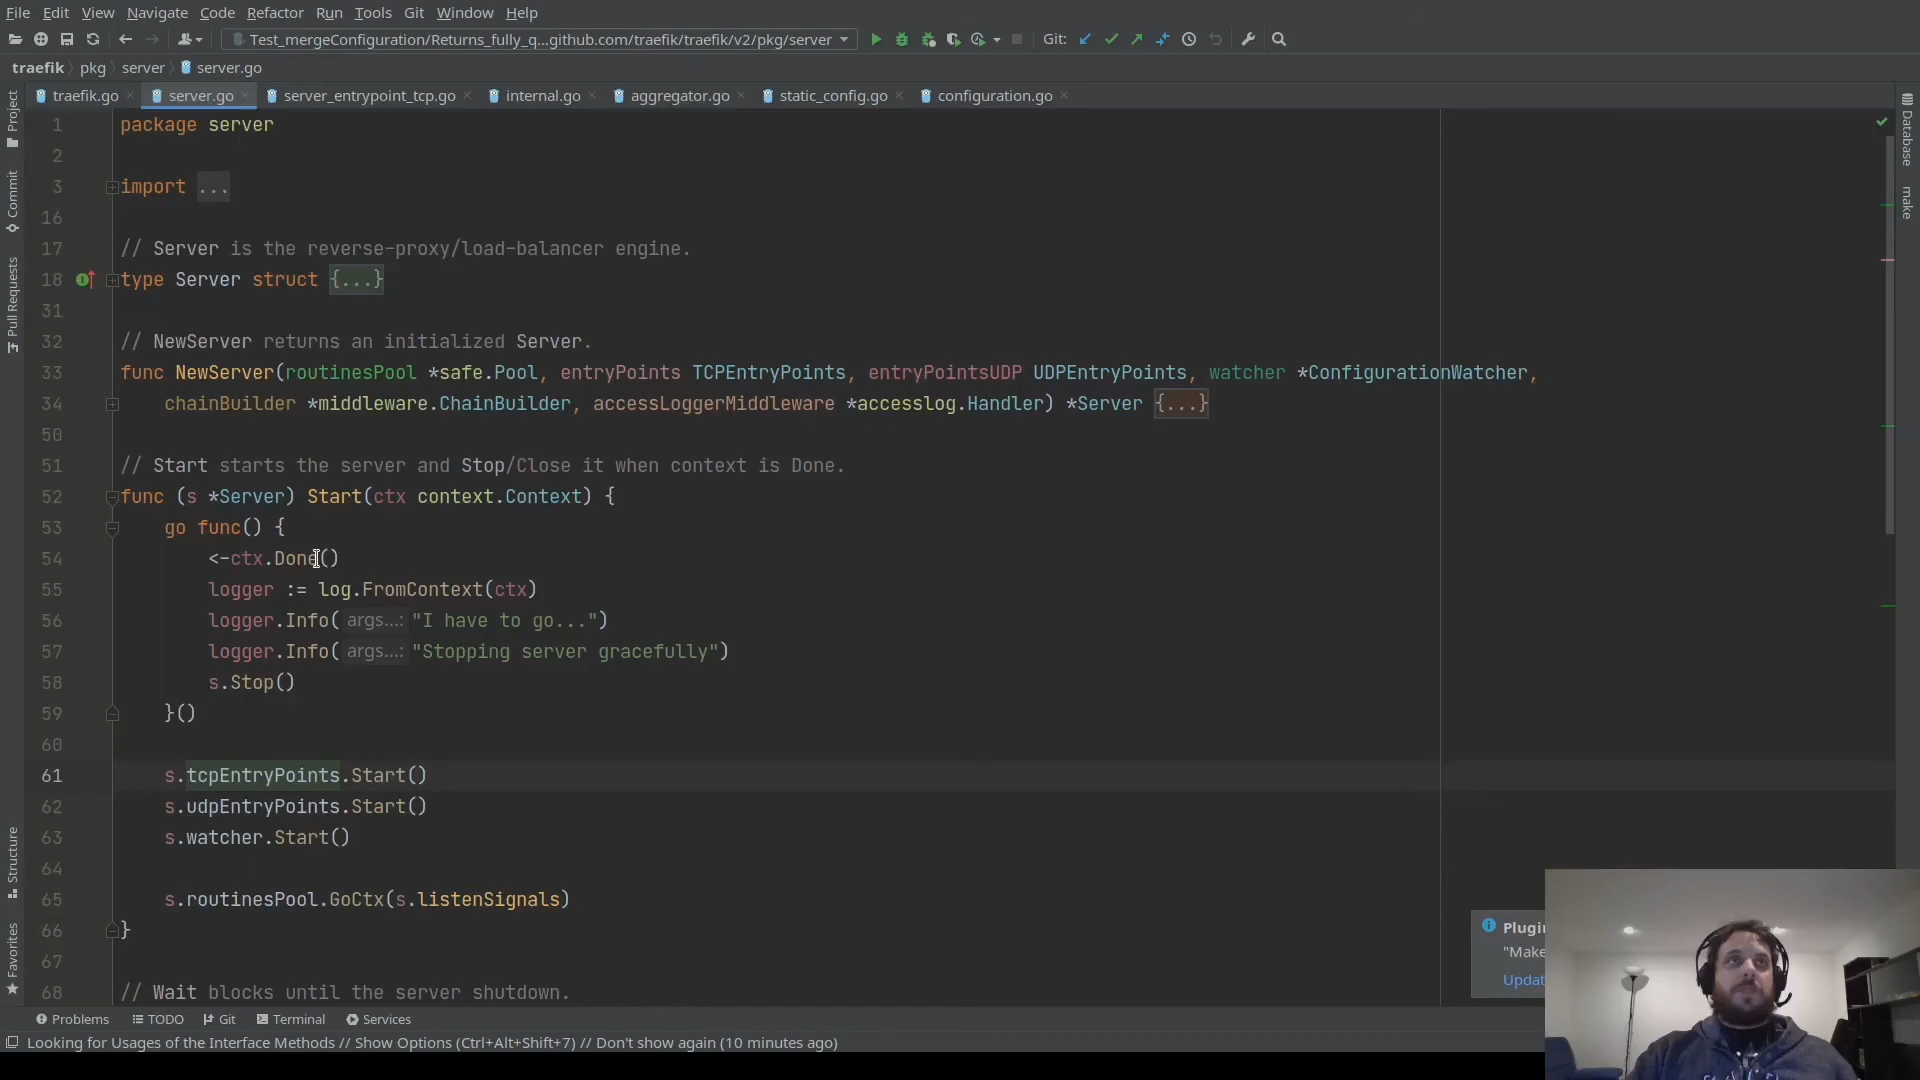 File Edit View Navigate Code Refactor Run Tools Git Window Help
Test_mergeConfiguration/Returns_fully_q...github.com/traefik/traefik/v2/pkg/server Git:
traefik pkg server server.go
traefik.go server.go server_entrypoint_tcp.go internal.go aggregator.go static_config.go configuration.go
Project
Commit
Pull Requests
Structure
Favorites
Database
make
1 package server
2
3 import ...
16
17 // Server is the reverse-proxy/load-balancer engine.
18 type Server struct {...}
31
32 // NewServer returns an initialized Server.
33 func NewServer(routinesPool *safe.Pool, entryPoints TCPEntryPoints, entryPointsUDP UDPEntryPoints, watcher *ConfigurationWatcher,
34 chainBuilder *middleware.ChainBuilder, accessLoggerMiddleware *accesslog.Handler) *Server {...}
50
51 // Start starts the server and Stop/Close it when context is Done.
52 func (s *Server) Start(ctx context.Context) {
53 go func() {
54 <-ctx.Done()
55 logger := log.FromContext(ctx)
56 logger.Info( args...: "I have to go...")
57 logger.Info( args...: "Stopping server gracefully")
58 s.Stop()
59 }()
60
61 s.tcpEntryPoints.Start()
62 s.udpEntryPoints.Start()
63 s.watcher.Start()
64
65 s.routinesPool.GoCtx(s.listenSignals)
66 }
67
68 // Wait blocks until the server shutdown.
Plugin
"Make
Updat
Problems TODO Git Terminal Services
Looking for Usages of the Interface Methods // Show Options (Ctrl+Alt+Shift+7) // Don't show again (10 minutes ago)